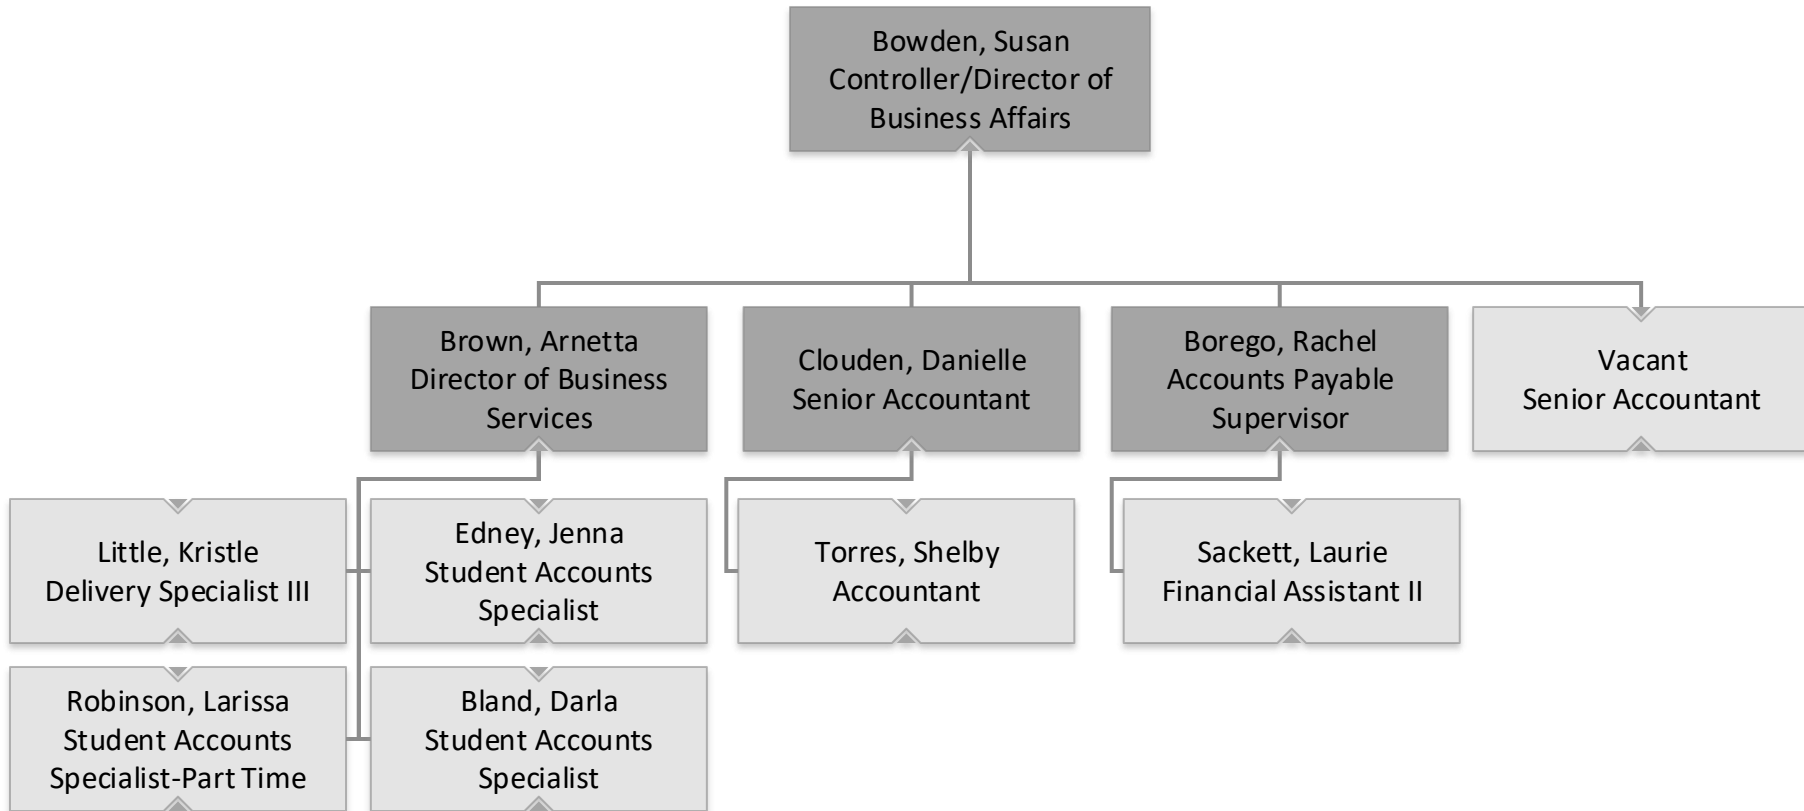 Bowden, Susan
Controller/Director of
Business Affairs
Brown, Arnetta
Director of Business
Services
Clouden, Danielle
Senior Accountant
Borego, Rachel
Accounts Payable
Supervisor
Vacant
Senior Accountant
Little, Kristle
Delivery Specialist III
Edney, Jenna
Student Accounts
Specialist
Torres, Shelby
Accountant
Sackett, Laurie
Financial Assistant II
Robinson, Larissa
Student Accounts
Specialist-Part Time
Bland, Darla
Student Accounts
Specialist